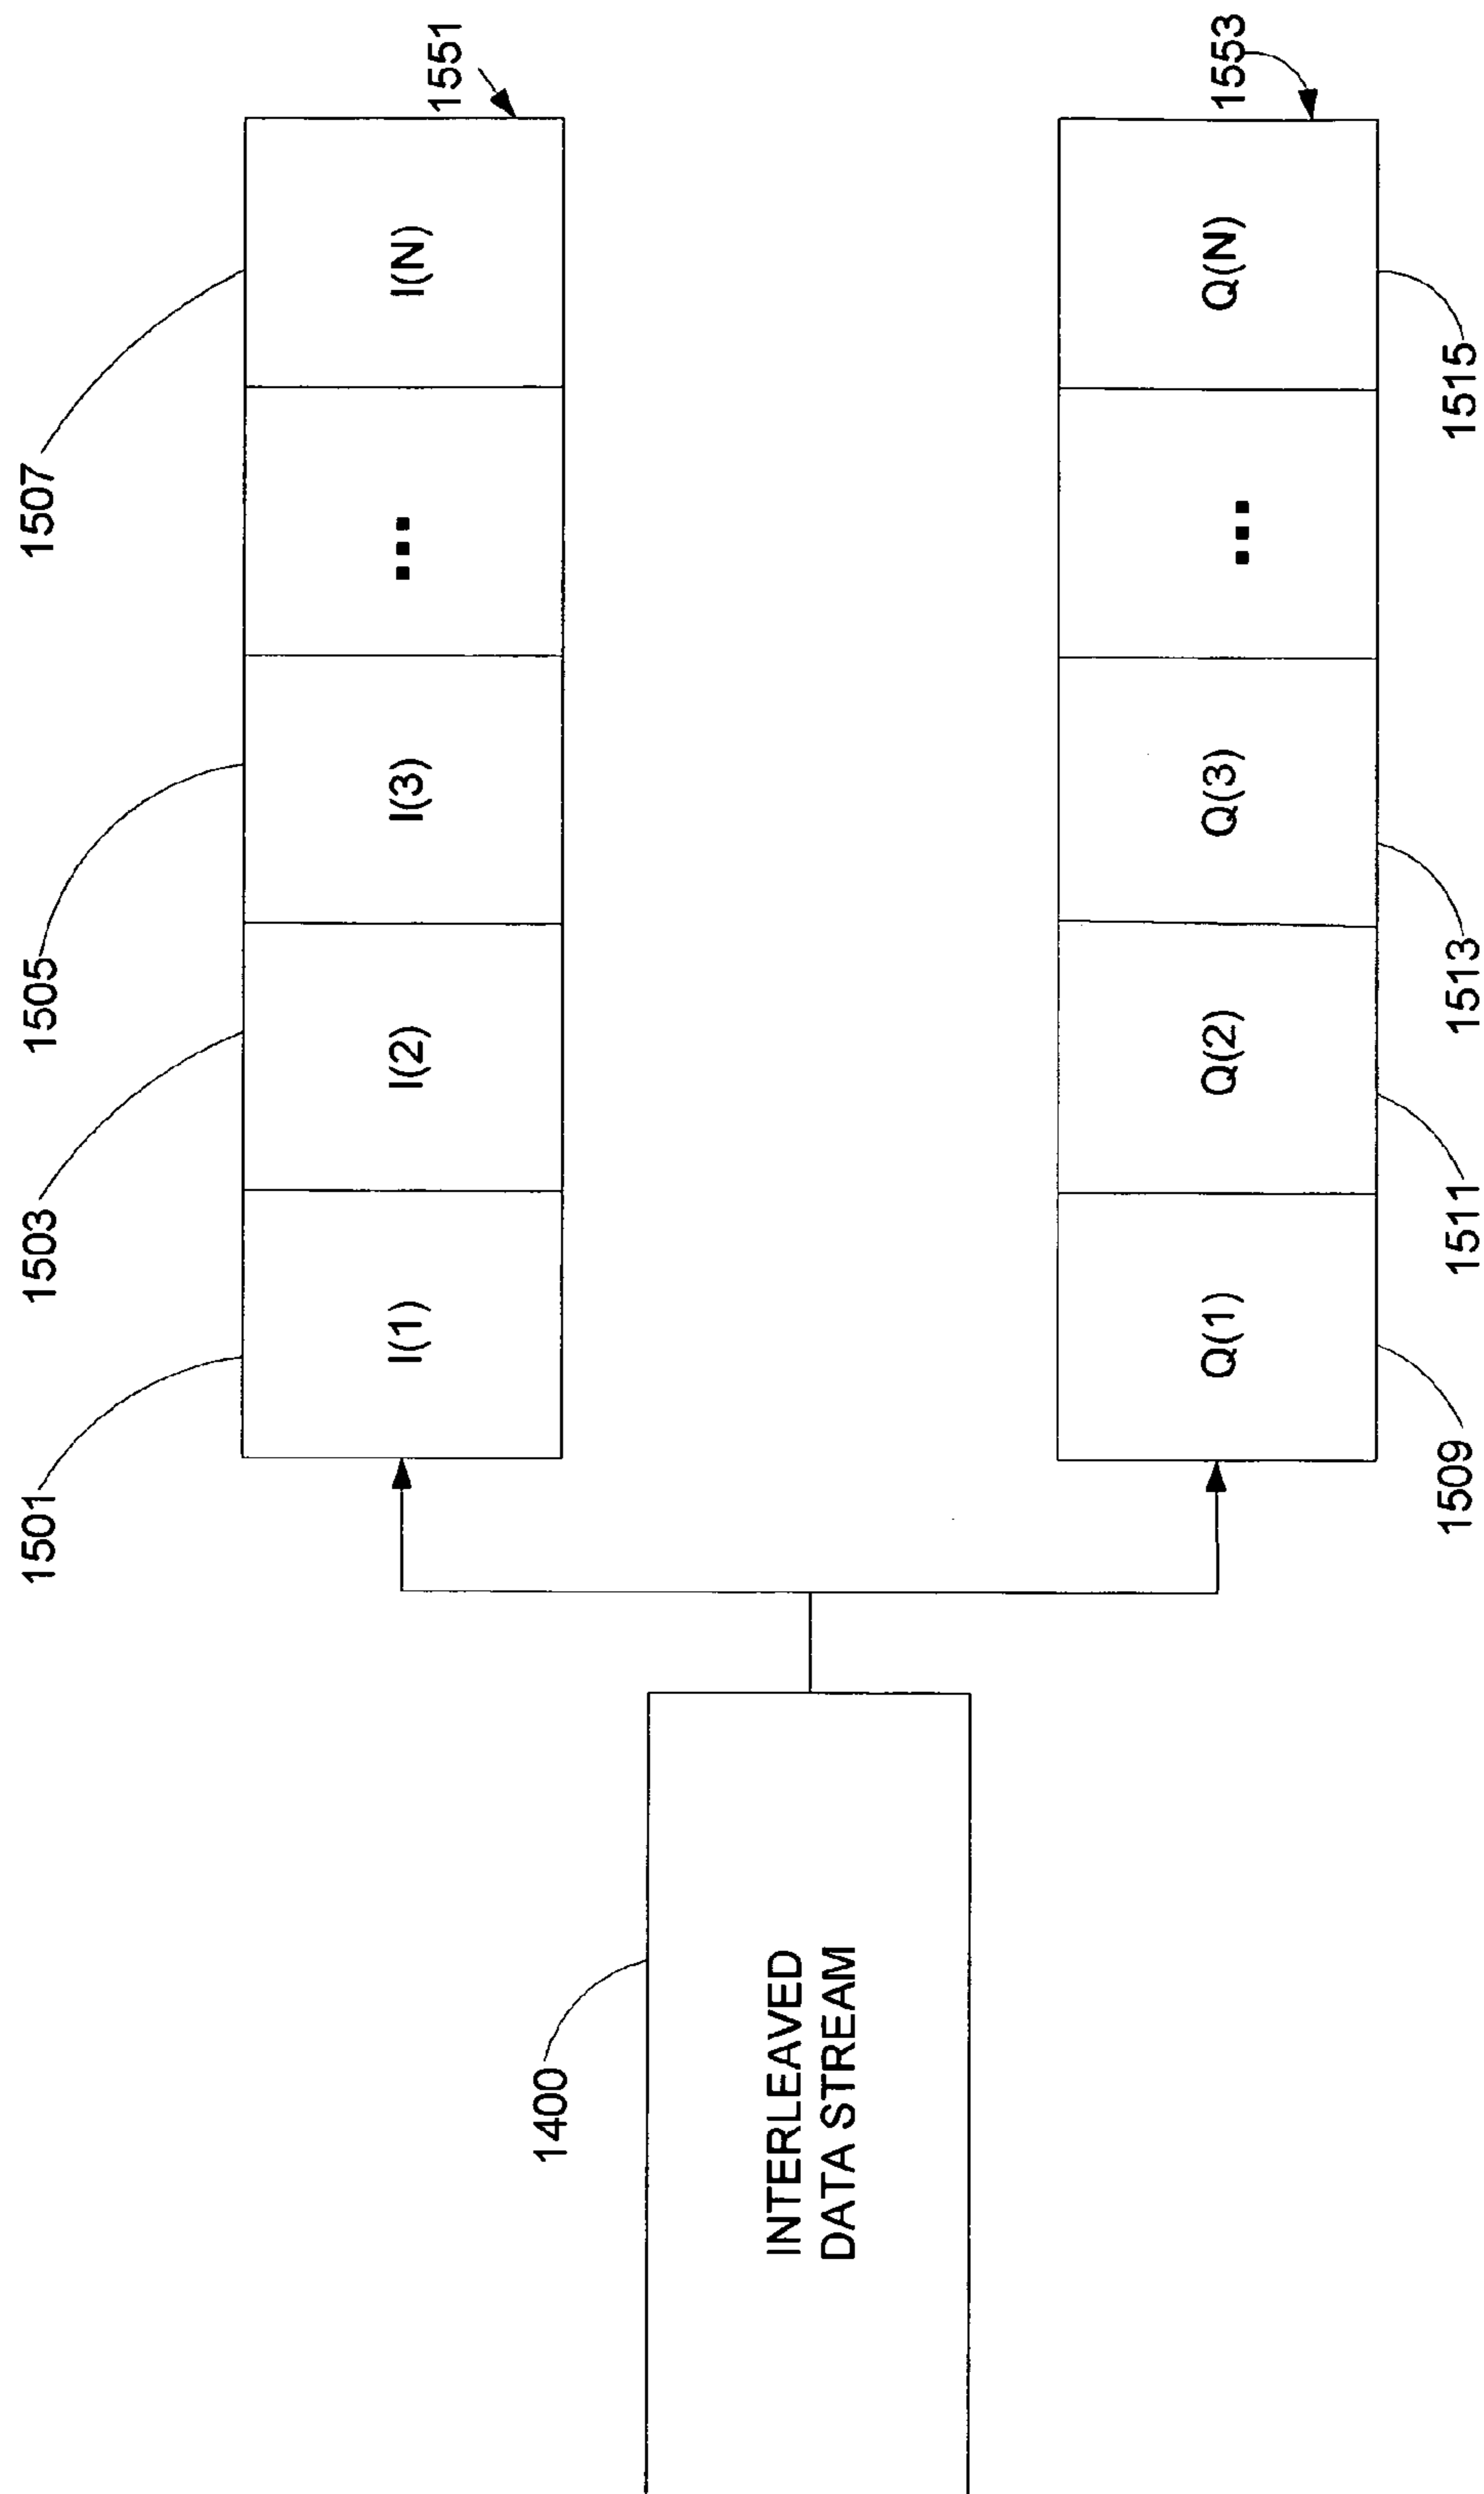 1501
1503
1505
1507
I(1)
I(2)
I(3)
...
I(N)
1551
1400
INTERLEAVED
DATA STREAM
Q(1)
Q(2)
Q(3)
...
Q(N)
1553
1509
1511
1513
1515